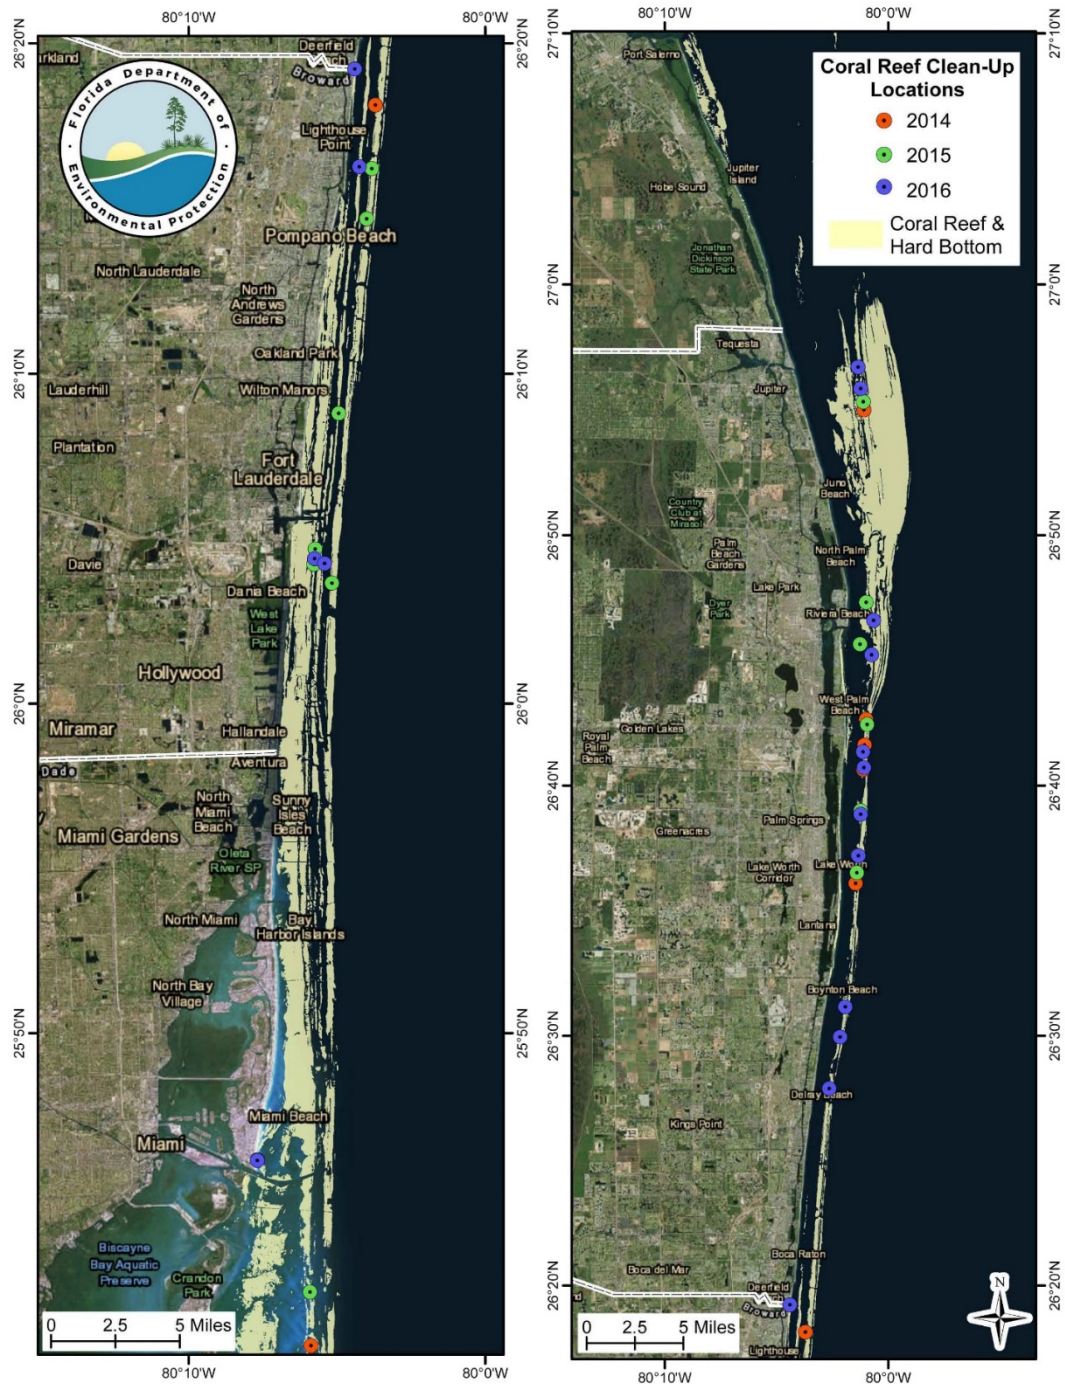 80°10'W
80°0'W
26°20'N
26°10'N
26°0'N
25°50'N
80°10'W
80°0'W
26°20'N
26°10'N
26°0'N
25°50'N
Florida Department of
Environmental Protection
arkland
Deerfield
Broward
Lighthouse
Point
Pompano Beach
North Lauderdale
North
Andrews
Gardens
Oakland Park
Lauderhill
Wilton Manors
Plantation
Fort
Lauderdale
Davie
Dania Beach
West
Lake
Park
Hollywood
Miramar
Hallandale
Aventura
Dade
North
Miami
Beach
Sunny
Isles
Beach
Miami Gardens
Oleta
River SP
North Miami
Bay
Harbor Islands
North Bay
Village
Miami Beach
Miami
Biscayne
Bay Aquatic
Preserve
Crandon
Park
0 2.5 5 Miles
80°10'W
80°0'W
27°10'N
27°0'N
26°50'N
26°40'N
26°30'N
26°20'N
80°10'W
80°0'W
27°10'N
27°0'N
26°50'N
26°40'N
26°30'N
26°20'N
Coral Reef Clean-Up
Locations
2014
2015
2016
Coral Reef &
Hard Bottom
Port Salerno
Jupiter
Island
Hobe Sound
Jonathan
Dickinson
State Park
Tequesta
Jupiter
Juno
Beach
Country
Club at
Mirasol
Palm
Beach
Gardens
North Palm
Beach
Lake Park
Dyer
Park
Riviera Beach
West Palm
Beach
Golden Lakes
Royal
Palm
Beach
Palm Springs
Greenacres
Lake Worth
Corridor
Lake Worth
Lantana
Boynton Beach
Delray Beach
Kings Point
Boca Raton
Boca del Mar
Deerfield
Broward
Lighthouse
0 2.5 5 Miles
N